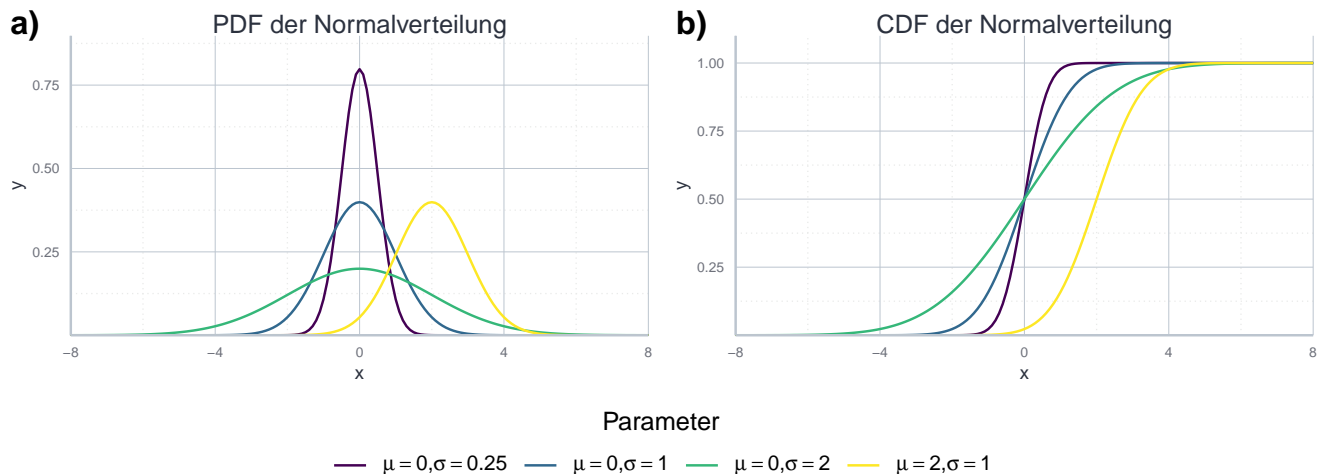 a) PDF der Normalverteilung
0.75
0.50
0.25
y
−8 −4 0 4 8
x
b) CDF der Normalverteilung
1.00
0.75
0.50
0.25
y
−8 −4 0 4 8
x
Parameter
μ = 0,σ = 0.25 μ = 0,σ = 1 μ = 0,σ = 2 μ = 2,σ = 1